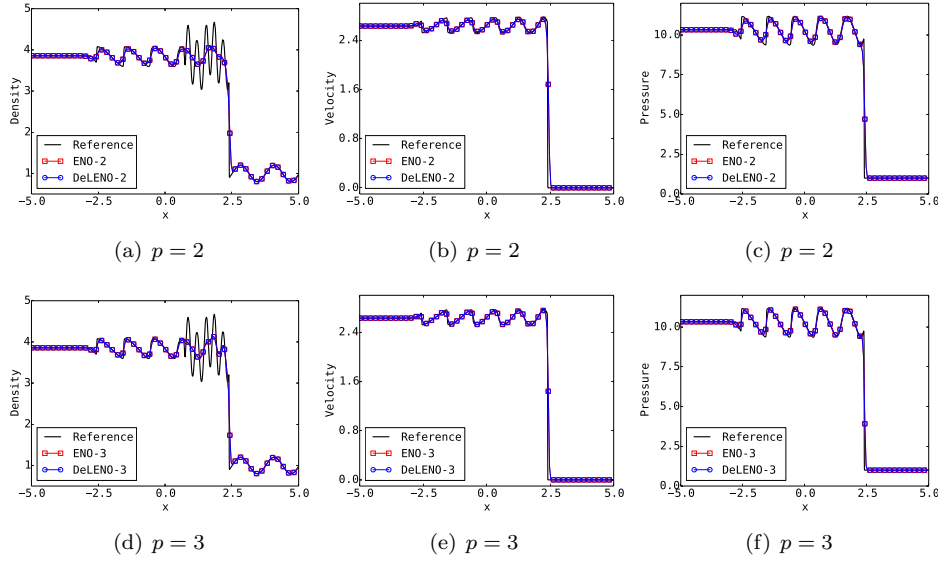 5
4
3
2
1
Density
Reference
ENO-2
DeLENO-2
−5.0 −2.5 0.0 2.5 5.0
x
(a) p = 2
2.4
1.6
0.8
0.0
Velocity
Reference
ENO-2
DeLENO-2
−5.0 −2.5 0.0 2.5 5.0
x
(b) p = 2
10.0
7.5
5.0
2.5
0.0
Pressure
Reference
ENO-2
DeLENO-2
−5.0 −2.5 0.0 2.5 5.0
x
(c) p = 2
5
4
3
2
1
Density
Reference
ENO-3
DeLENO-3
−5.0 −2.5 0.0 2.5 5.0
x
(d) p = 3
2.4
1.6
0.8
0.0
Velocity
Reference
ENO-3
DeLENO-3
−5.0 −2.5 0.0 2.5 5.0
x
(e) p = 3
10.0
7.5
5.0
2.5
0.0
Pressure
Reference
ENO-3
DeLENO-3
−5.0 −2.5 0.0 2.5 5.0
x
(f) p = 3